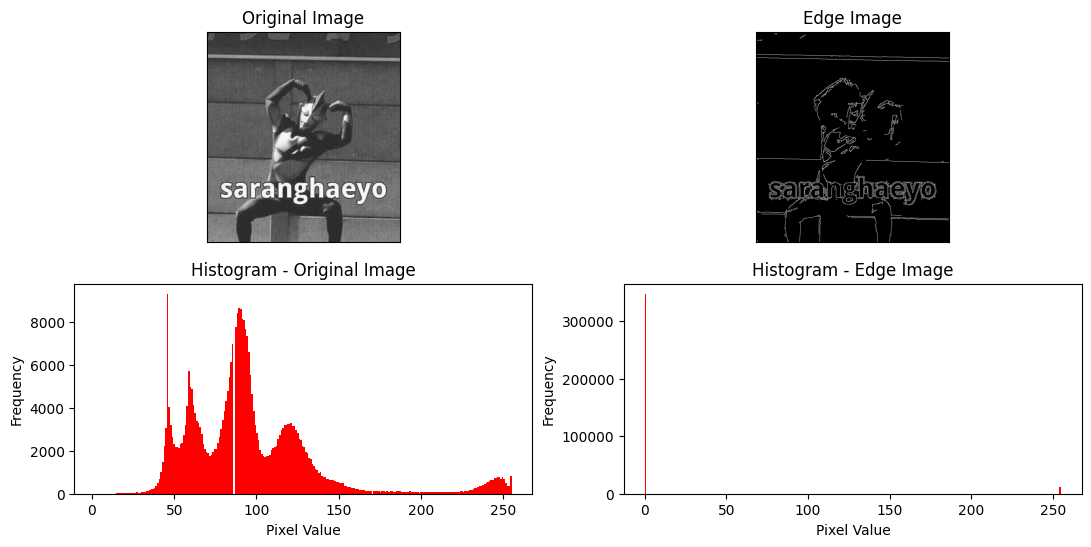 Original Image
Edge Image
saranghaeyo
saranghaeyo
Histogram - Original Image
Histogram - Edge Image
Frequency
8000
6000
4000
2000
0
0 50 100 150 200 250
Pixel Value
Frequency
300000
200000
100000
0
0 50 100 150 200 250
Pixel Value